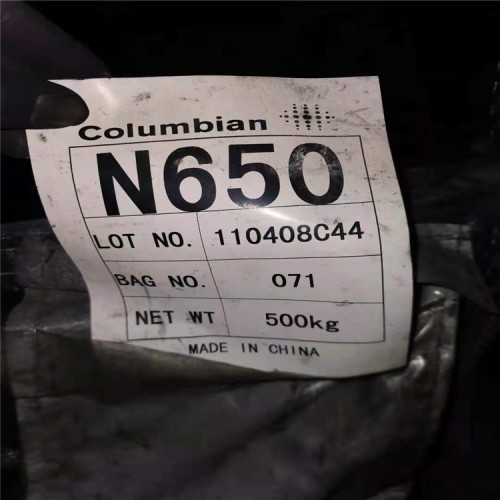 Columbian
N650
LOT NO. 110408C44
BAG NO. 071
NET WT 500kg
MADE IN CHINA